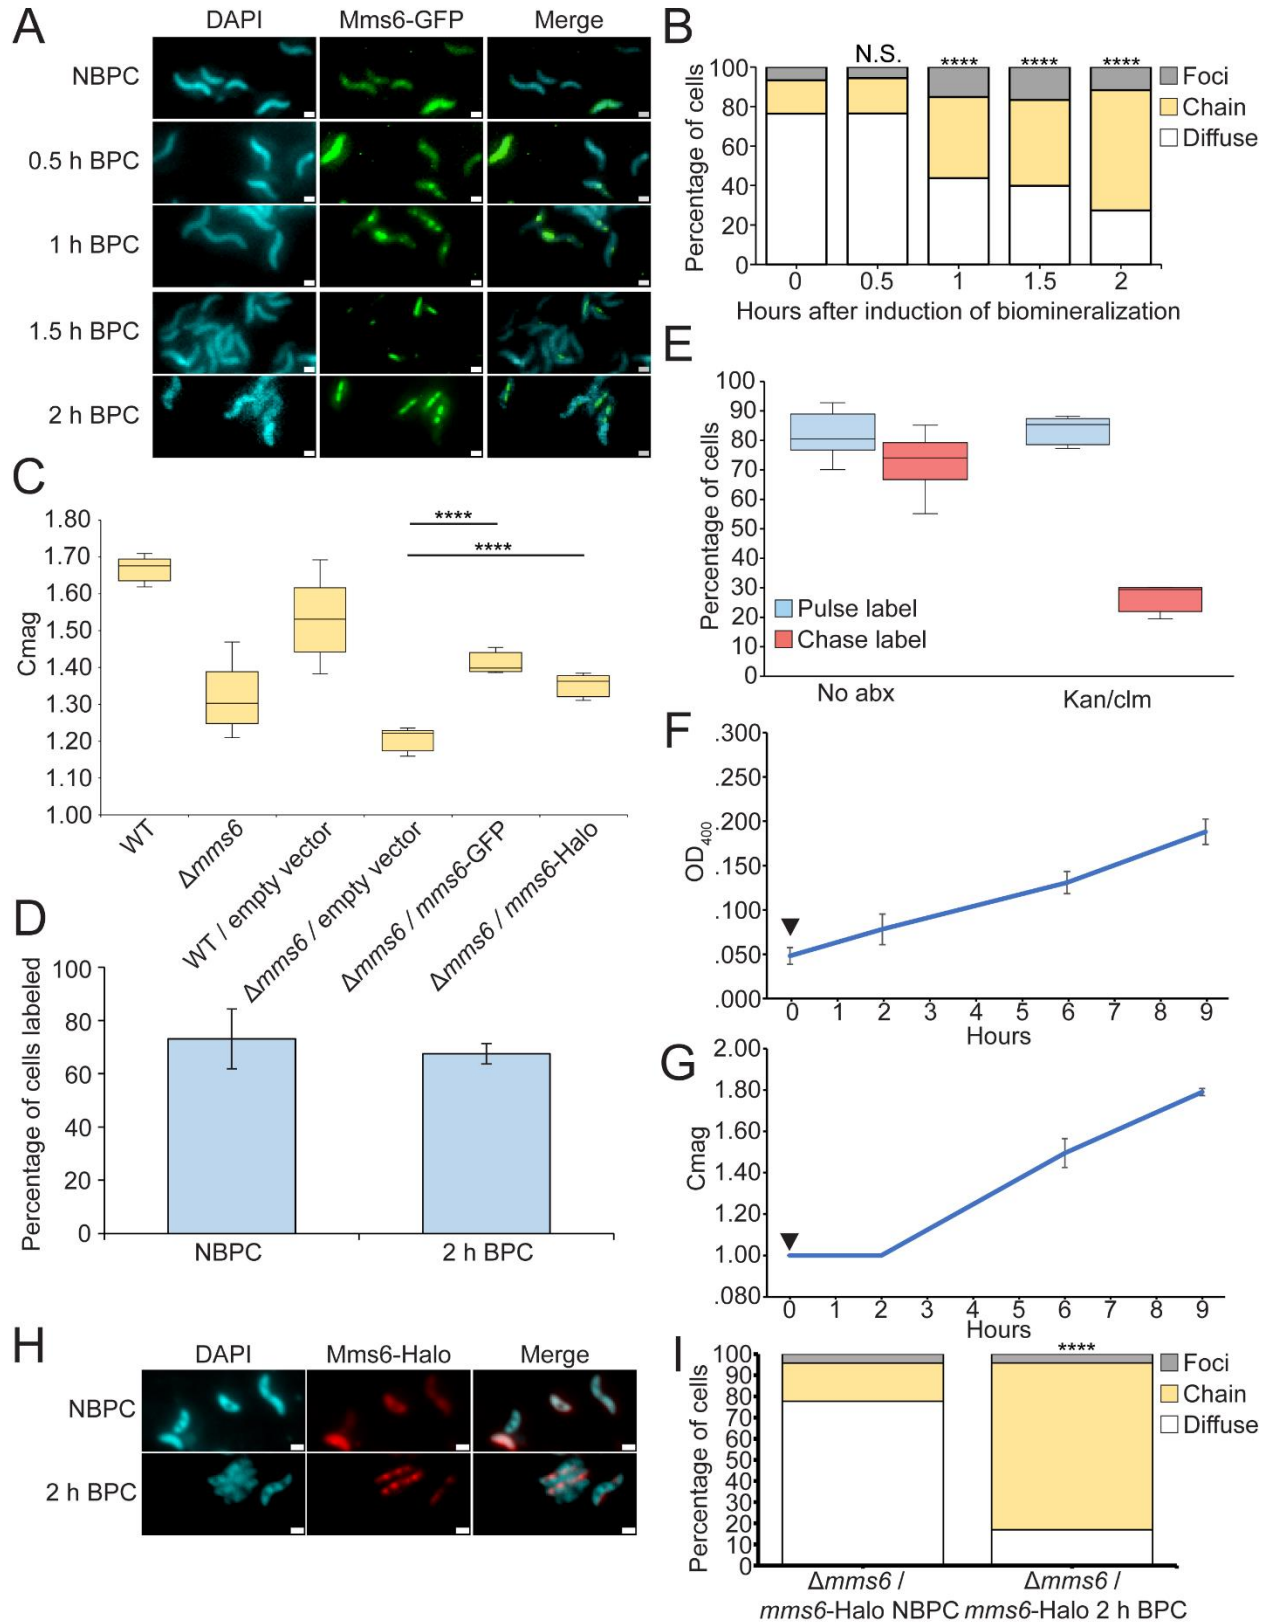 A
DAPI Mms6-GFP Merge
NBPC
0.5 h BPC
1 h BPC
1.5 h BPC
2 h BPC
B
N.S. **** **** ****
100
80
60
40
20
0
Percentage of cells
0 0.5 1 1.5 2
Hours after induction of biomineralization
Foci
Chain
Diffuse
C
****
****
Cmag
1.80
1.70
1.60
1.50
1.40
1.30
1.20
1.10
1.00
WT
Δmms6
WT / empty vector
Δmms6 / empty vector
Δmms6 / mms6-GFP
Δmms6 / mms6-Halo
D
Percentage of cells labeled
100
80
60
40
20
0
NBPC 2 h BPC
E
Percentage of cells
100
90
80
70
60
50
40
30
20
10
0
Pulse label
Chase label
No abx Kan/clm
F
OD400
.300
.250
.200
.150
.100
.050
.000
0 1 2 3 4 5 6 7 8 9
Hours
G
Cmag
2.00
1.80
1.60
1.40
1.20
1.00
.080
0 1 2 3 4 5 6 7 8 9
Hours
H
DAPI Mms6-Halo Merge
NBPC
2 h BPC
I
****
Percentage of cells
100
90
80
70
60
50
40
30
20
10
0
Foci
Chain
Diffuse
Δmms6 / Δmms6 /
mms6-Halo NBPC mms6-Halo 2 h BPC